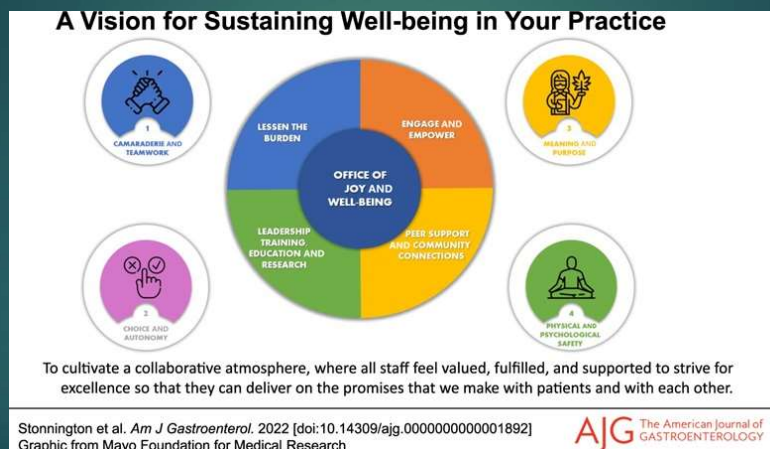 A Vision for Sustaining Well-being in Your Practice
1
CAMARADERIE AND
TEAMWORK
LESSEN THE
BURDEN
ENGAGE AND
EMPOWER
3
MEANING AND
PURPOSE
OFFICE OF
JOY AND
WELL-BEING
LEADERSHIP
TRAINING
EDUCATION AND
RESEARCH
PEER SUPPORT
AND COMMUNITY
CONNECTIONS
2
CHOICE AND
AUTONOMY
4
PHYSICAL AND
PSYCHOLOGICAL
SAFETY
To cultivate a collaborative atmosphere, where all staff feel valued, fulfilled, and supported to strive for
excellence so that they can deliver on the promises that we make with patients and with each other.
Stonnington et al. Am J Gastroenterol. 2022 [doi:10.14309/ajg.0000000000001892]
Graphic from Mayo Foundation for Medical Research
AJG The American Journal of
GASTROENTEROLOGY